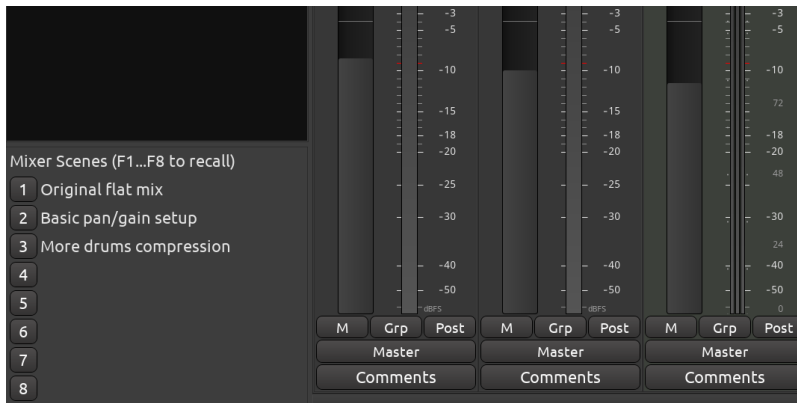 Mixer Scenes (F1...F8 to recall)
1 Original flat mix
2 Basic pan/gain setup
3 More drums compression
4
5
6
7
8
-3
-5
-10
-15
-18
-20
-25
-30
-40
-50
dBFS
M Grp Post
Master
Comments
-3
-5
-10
-15
-18
-20
-25
-30
-40
-50
dBFS
M Grp Post
Master
Comments
-3
-5
-10
72
-18
-20
48
-30
24
-40
-50
0
M Grp Post
Master
Comments